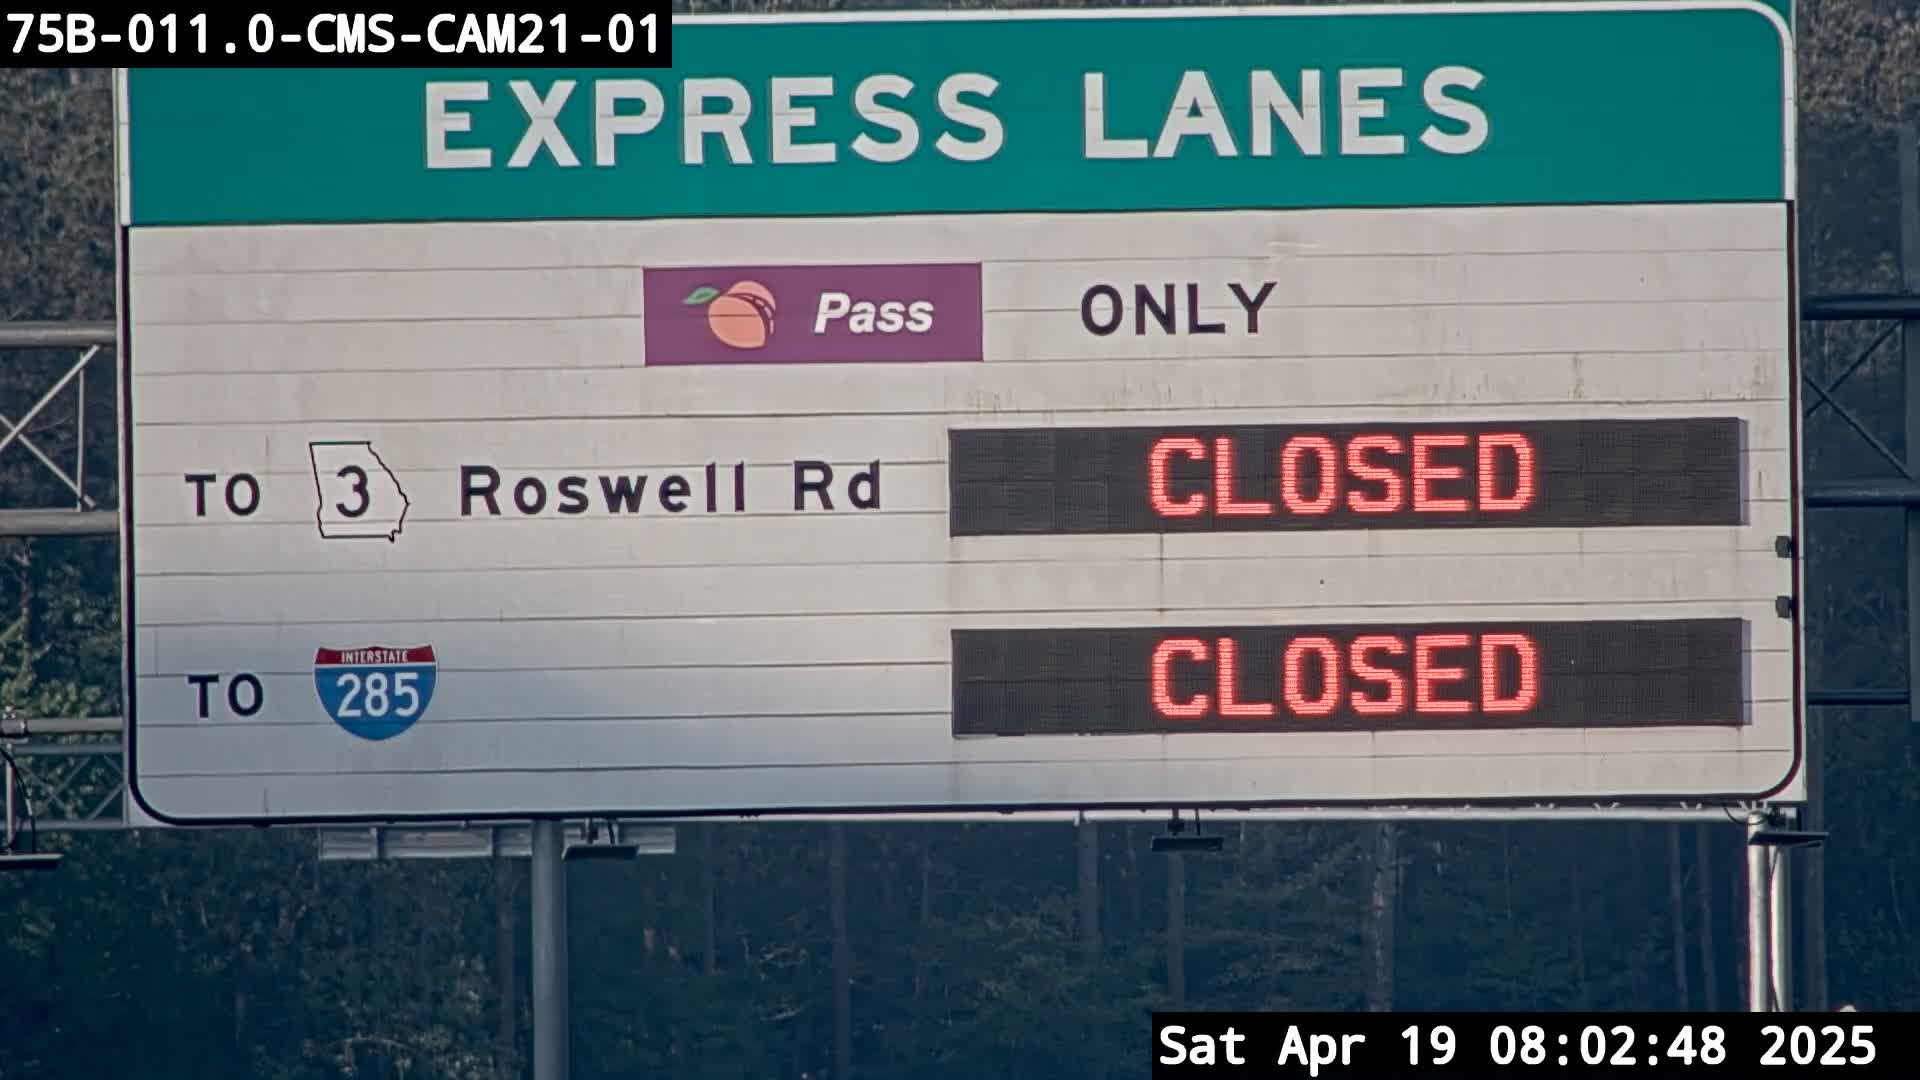 75B-011.0-CMS-CAM21-01
EXPRESS LANES
Pass ONLY
TO 3 Roswell Rd CLOSED
TO INTERSTATE 285 CLOSED
Sat Apr 19 08:02:48 2025